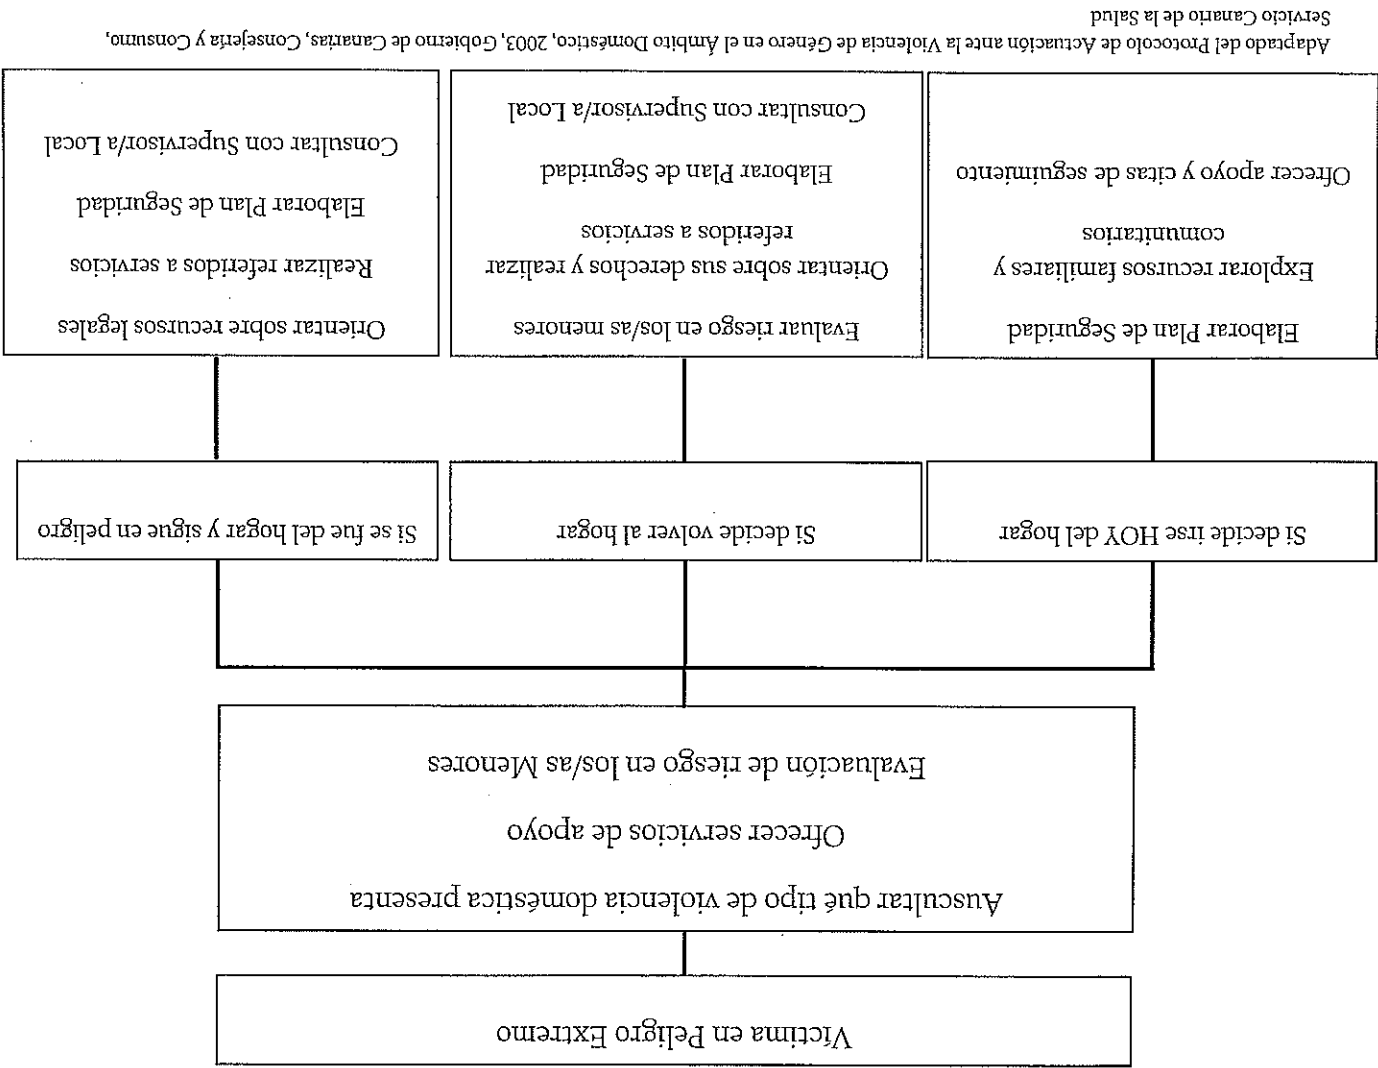 Víctima en Peligro Extremo
Auscultar qué tipo de violencia doméstica presenta
Ofrecer servicios de apoyo
Evaluación de riesgo en los/as Menores
Si decide irse HOY del hogar
Si decide volver al hogar
Si se fue del hogar y sigue en peligro
Elaborar Plan de Seguridad
Explorar recursos familiares y
comunitarios
Ofrecer apoyo y citas de seguimiento
Evaluar riesgo en los/as menores
Orientar sobre sus derechos y realizar
referidos a servicios
Elaborar Plan de Seguridad
Consultar con Supervisor/a Local
Orientar sobre recursos legales
Realizar referidos a servicios
Elaborar Plan de Seguridad
Consultar con Supervisor/a Local
Adaptado del Protocolo de Actuación ante la Violencia de Género en el Ámbito Doméstico, 2003, Gobierno de Canarias, Consejería y Consumo,
Servicio Canario de la Salud